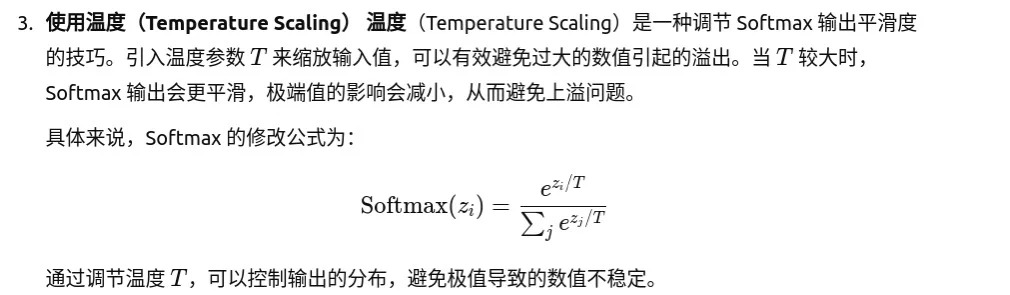 3. 使用温度（Temperature Scaling） 温度（Temperature Scaling）是一种调节 Softmax 输出平滑度
的技巧。引入温度参数 T 来缩放输入值，可以有效避免过大的数值引起的溢出。当 T 较大时，
Softmax 输出会更平滑，极端值的影响会减小，从而避免上溢问题。
具体来说，Softmax 的修改公式为：
Softmax(z_i) = e^{z_i/T} / ∑_j e^{z_j/T}
通过调节温度 T，可以控制输出的分布，避免极值导致的数值不稳定。